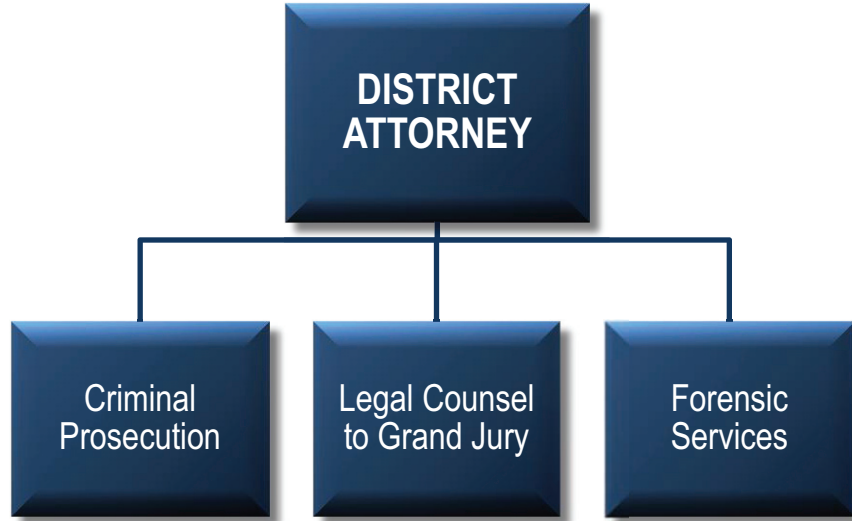 DISTRICT
ATTORNEY
Criminal
Prosecution
Legal Counsel
to Grand Jury
Forensic
Services